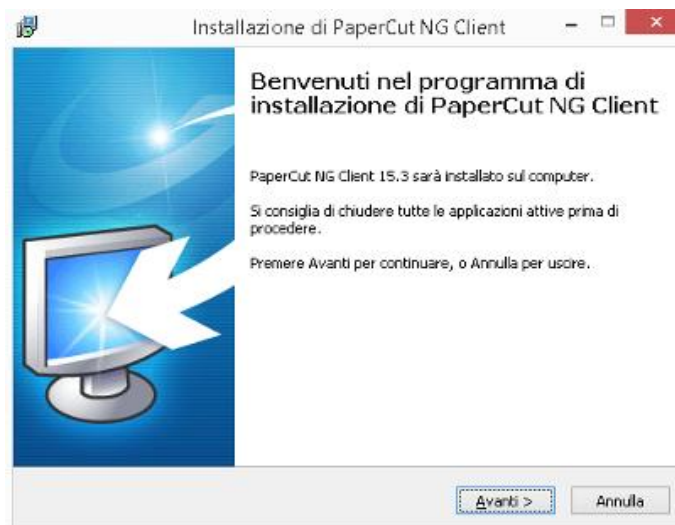 Installazione di PaperCut NG Client
Benvenuti nel programma di
installazione di PaperCut NG Client
PaperCut NG Client 15.3 sarà installato sul computer.
Si consiglia di chiudere tutte le applicazioni attive prima di
procedere.
Premere Avanti per continuare, o Annulla per uscire.
Avanti >
Annulla